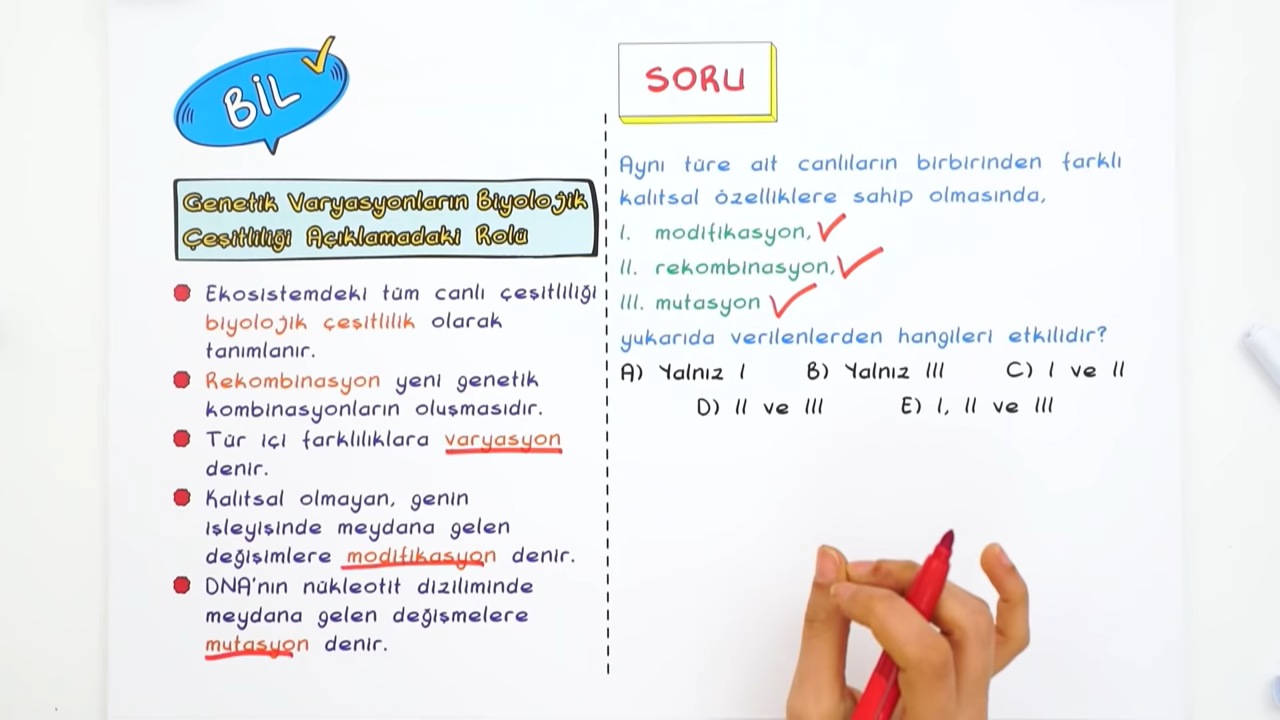 BİL
Genetik Varyasyonların Biyolojik
Çeşitliliği Açıklamadaki Rolü
Ekosistemdeki tüm canlı çeşitliliği
biyolojik çeşitlilik olarak
tanımlanır.
Rekombinasyon yeni genetik
kombinasyonların oluşmasıdır.
Tür içi farklılıklara varyasyon
denir.
Kalıtsal olmayan, genin
işleyişinde meydana gelen
değişimlere modifikasyon denir.
DNA'nın nükleotit diziliminde
meydana gelen değişmelere
mutasyon denir.
SORU
Aynı türe ait canlıların birbirinden farklı
kalıtsal özelliklere sahip olmasında,
I. modifikasyon,
II. rekombinasyon,
III. mutasyon
yukarıda verilenlerden hangileri etkilidir?
A) Yalnız I B) Yalnız III C) I ve II
D) II ve III E) I, II ve III